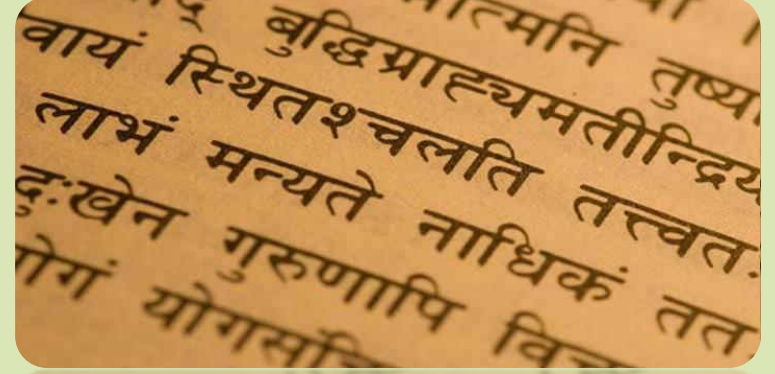 त्मनि तुष्या
बुद्धिग्राह्यमतीन्द्रिय
वायं स्थितश्चलति तत्त्वतः
लाभं मन्यते नाधिकं तत
दुःखेन गुरुणापि
योगं